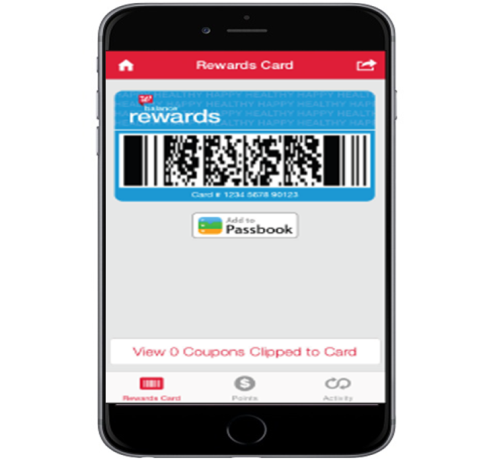 Rewards Card
HEALTHY HAPPY HEALTHY HAPPY HEALTHY
Balance
rewards
Card # 1234 5678 90123
Add to
Passbook
View 0 Coupons Clipped to Card
Rewards Card
Points
Activity